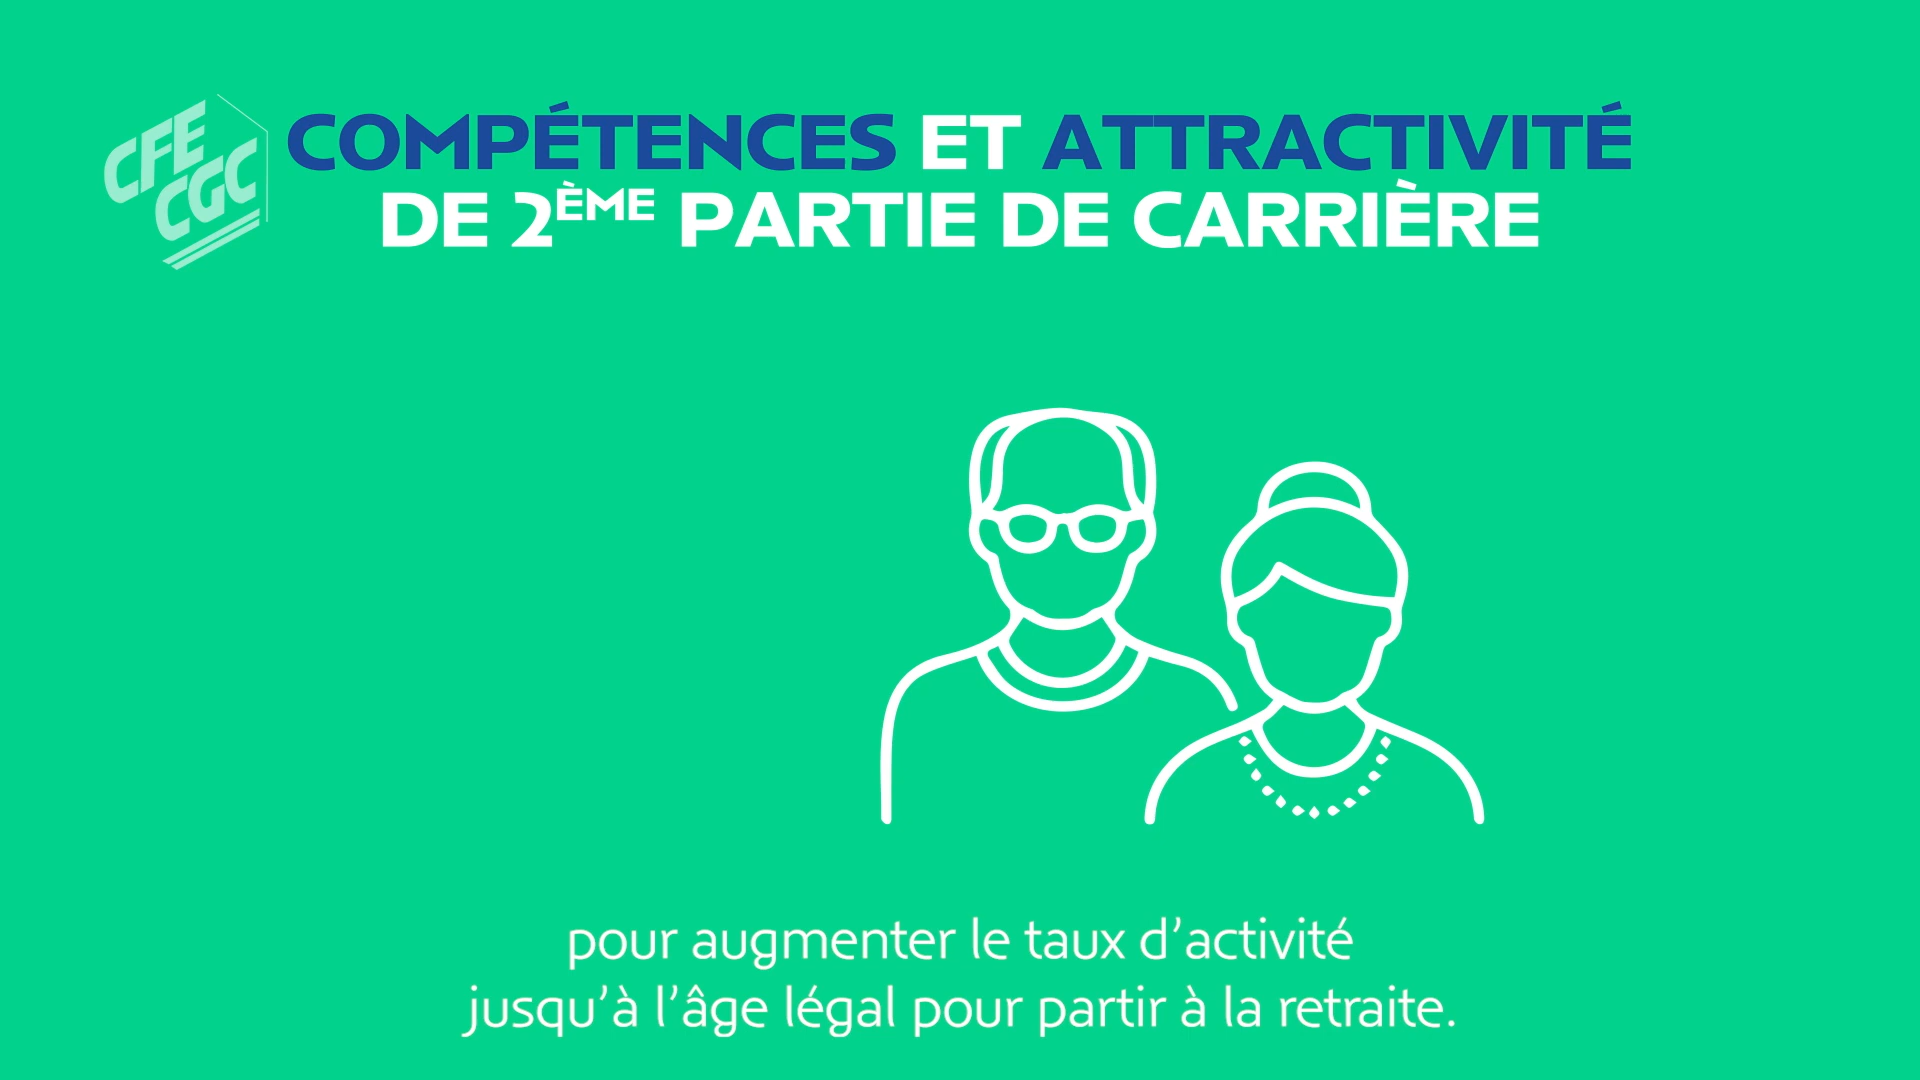 CFE
CGC
COMPÉTENCES ET ATTRACTIVITÉ
DE 2ÈME PARTIE DE CARRIÈRE
pour augmenter le taux d’activité
jusqu’à l’âge légal pour partir à la retraite.